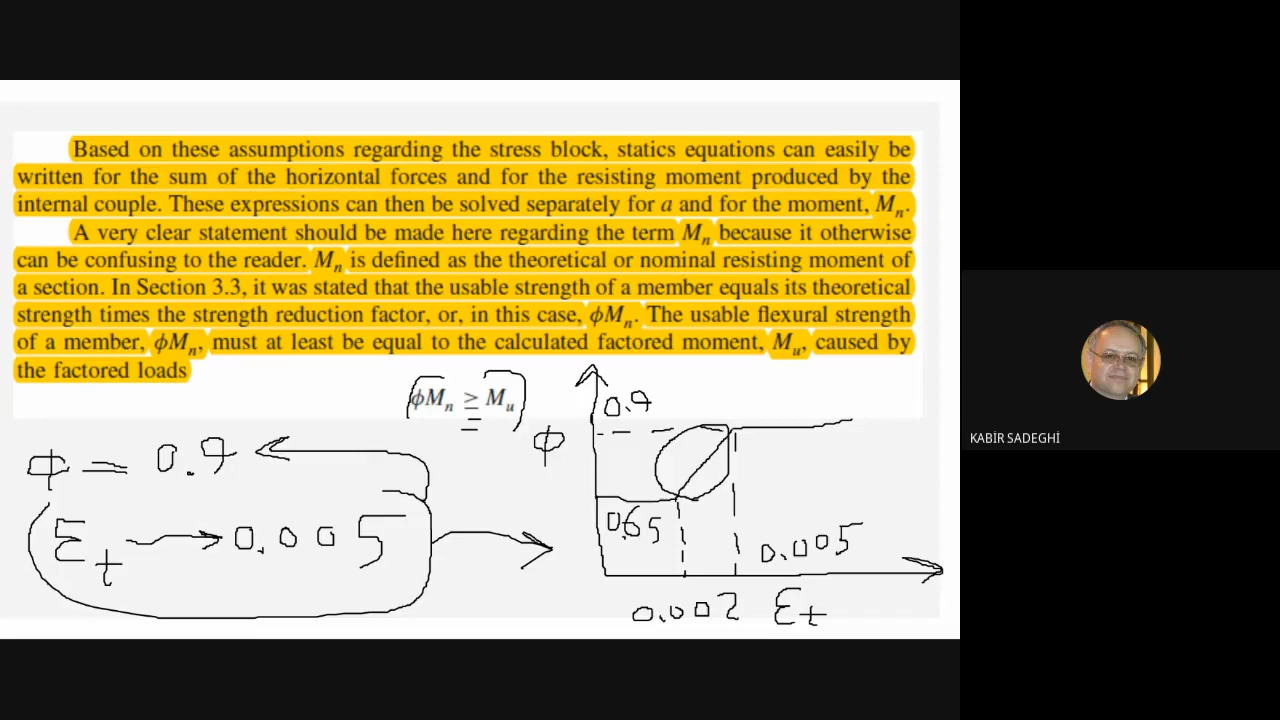 Based on these assumptions regarding the stress block, statics equations can easily be
written for the sum of the horizontal forces and for the resisting moment produced by the
internal couple. These expressions can then be solved separately for a and for the moment, Mₙ.
A very clear statement should be made here regarding the term Mₙ because it otherwise
can be confusing to the reader. Mₙ is defined as the theoretical or nominal resisting moment of
a section. In Section 3.3, it was stated that the usable strength of a member equals its theoretical
strength times the strength reduction factor, or, in this case, ϕMₙ. The usable flexural strength
of a member, ϕMₙ, must at least be equal to the calculated factored moment, Mᵤ, caused by
the factored loads
ϕMₙ ≥ Mᵤ
ϕ = 0.9
εt → 0.005
0.9
ϕ
0.65
0.005
0.002 εt
KABİR SADEGHİ